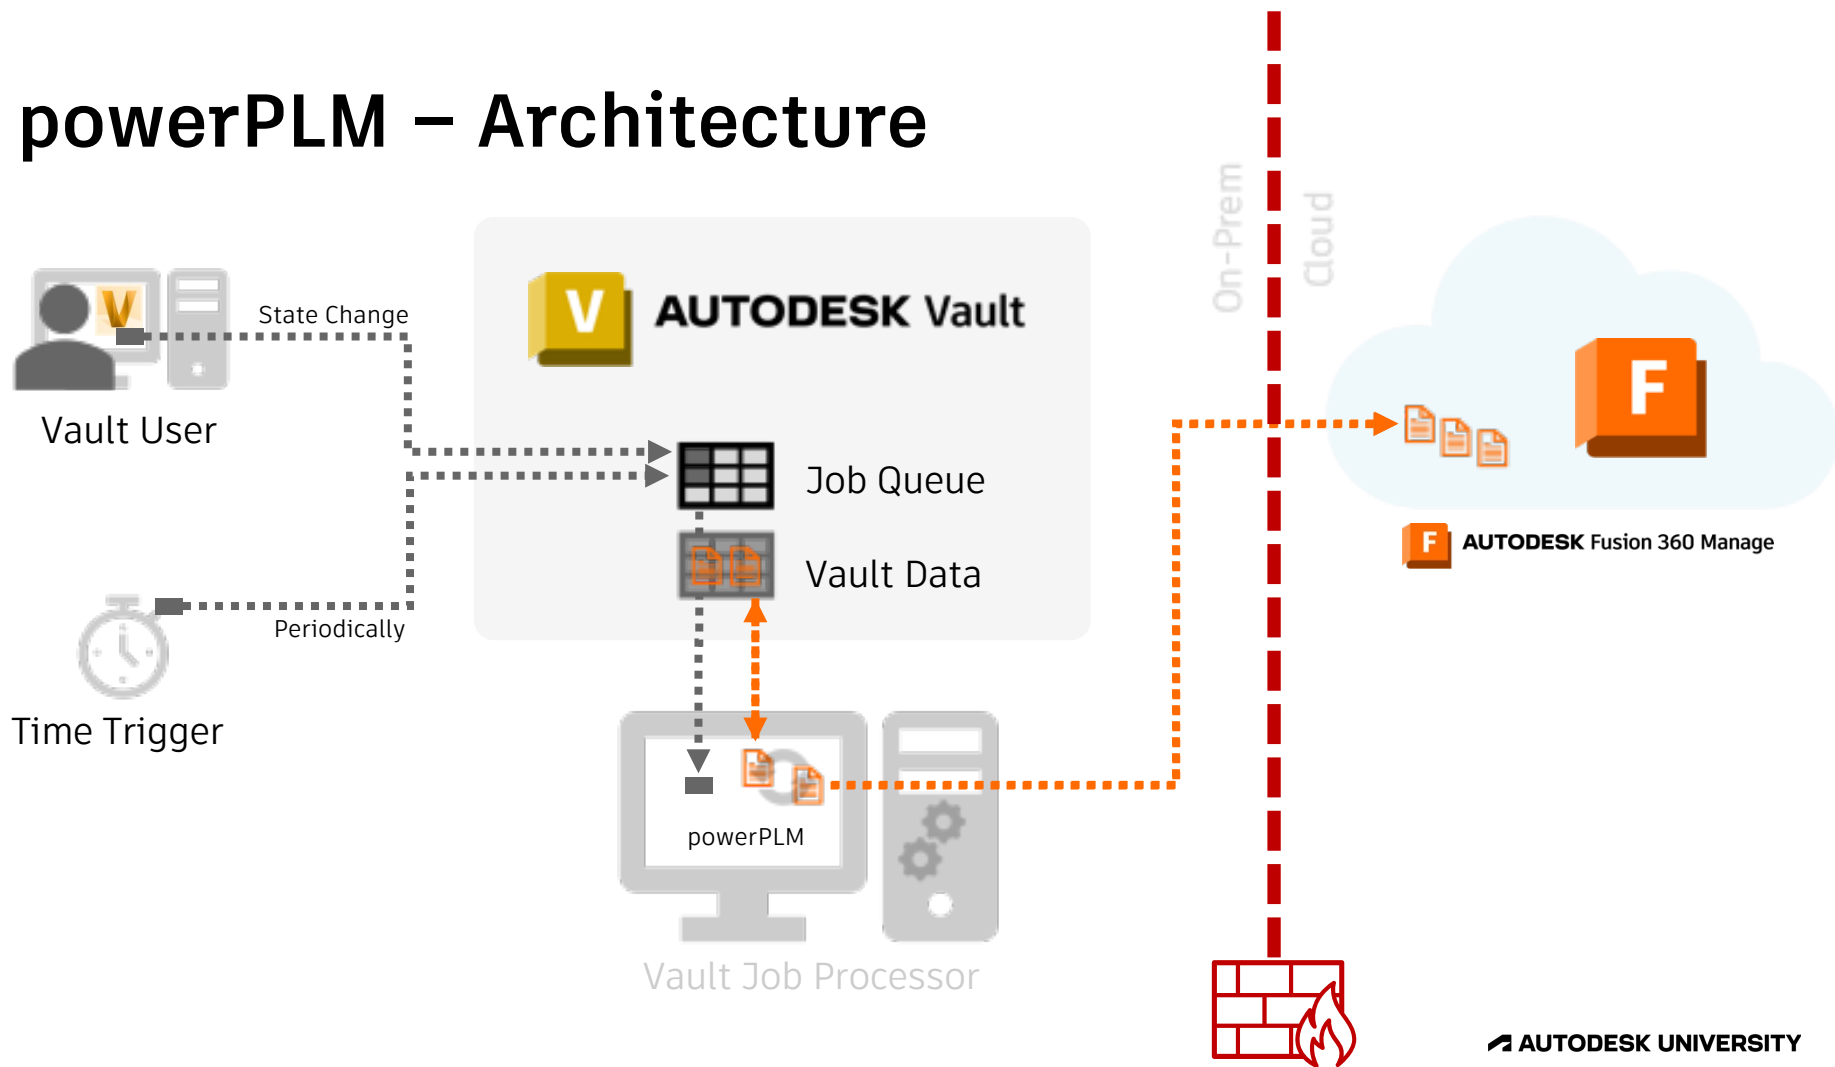 powerPLM – Architecture
On-Prem
Cloud
State Change
V
V
AUTODESK Vault
Vault User
F
Job Queue
Vault Data
F AUTODESK Fusion 360 Manage
Periodically
Time Trigger
powerPLM
Vault Job Processor
AUTODESK UNIVERSITY